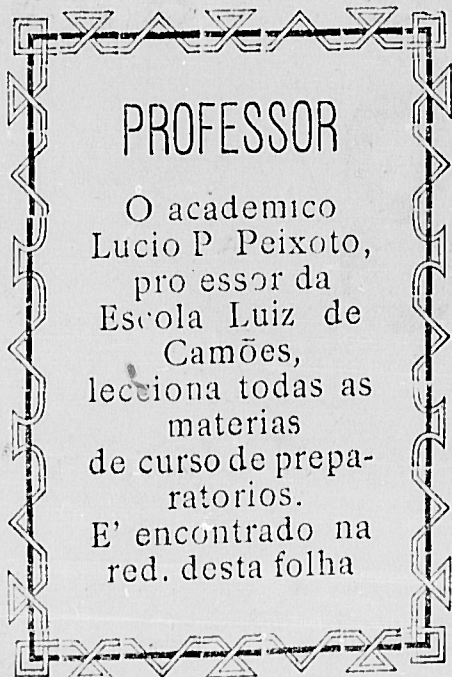 PROFESSOR
O academico
Lucio P Peixoto,
pro essor da
Escola Luiz de
Camões,
lecciona todas as
materias
de curso de prepa-
ratorios.
E' encontrado na
red. desta folha